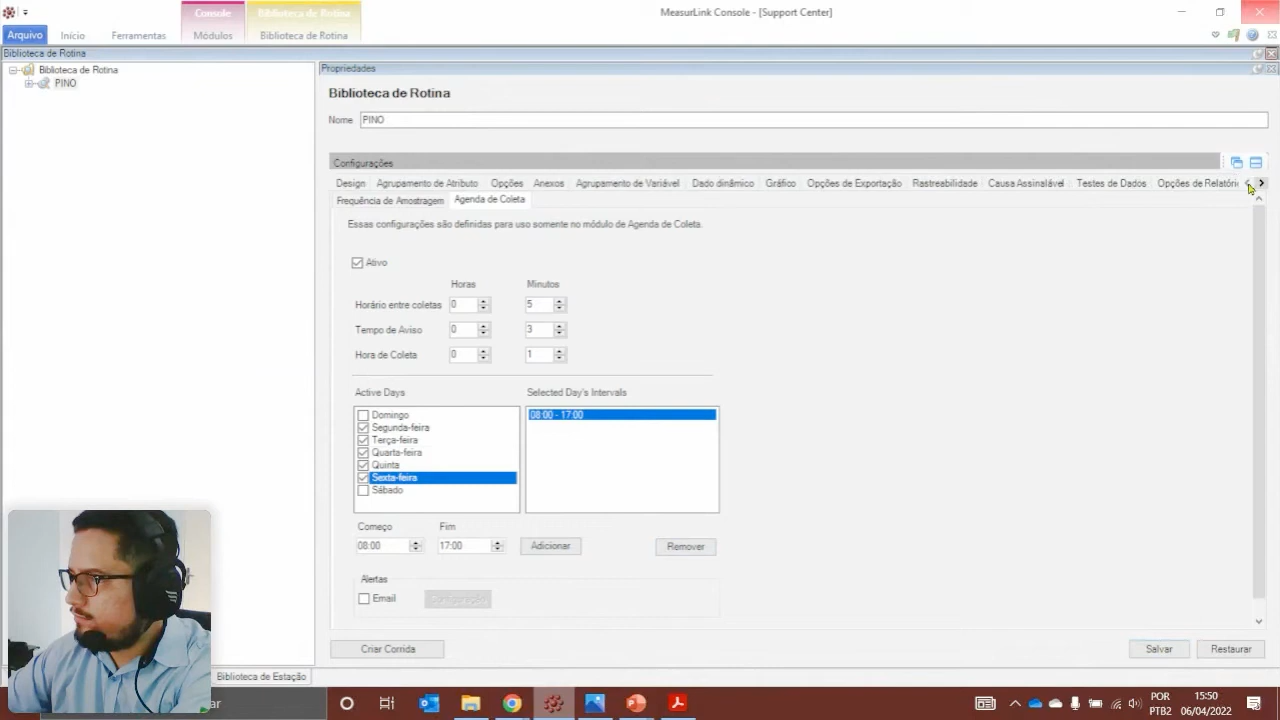 MeasurLink Console - [Support Center]
Console
Biblioteca de Rotina
Arquivo
Início
Ferramentas
Módulos
Biblioteca de Rotina
Biblioteca de Rotina
Biblioteca de Rotina
PINO
Propriedades
Biblioteca de Rotina
Nome PINO
Configurações
Design Agrupamento de Atributo Opções Anexos Agrupamento de Variável Dado dinâmico Gráfico Opções de Exportação Rastreabilidade Causa Assinalável Testes de Dados Opções de Relatóri
Frequência de Amostragem Agenda de Coleta
Essas configurações são definidas para uso somente no módulo de Agenda de Coleta.
Ativo
Horas Minutos
Horário entre coletas 0 5
Tempo de Aviso 0 3
Hora de Coleta 0 1
Active Days Selected Day's Intervals
Domingo 08:00 - 17:00
Segunda-feira
Terça-feira
Quarta-feira
Quinta
Sexta-feira
Sábado
Começo Fim
08:00 17:00 Adicionar Remover
Alertas
Email Configuração
Criar Corrida Salvar Restaurar
Biblioteca de Estação
ar
POR 15:50
PTB2 06/04/2022